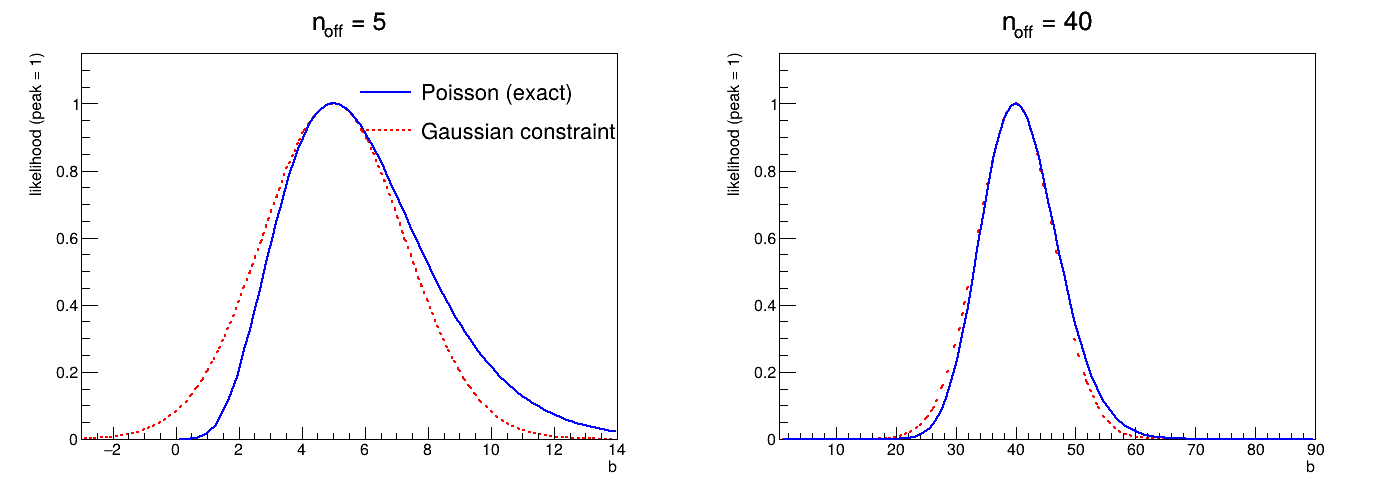 n_off = 5
likelihood (peak = 1)
Poisson (exact)
Gaussian constraint
1
0.8
0.6
0.4
0.2
0
−2 0 2 4 6 8 10 12 14
b
n_off = 40
likelihood (peak = 1)
1
0.8
0.6
0.4
0.2
0
10 20 30 40 50 60 70 80 90
b